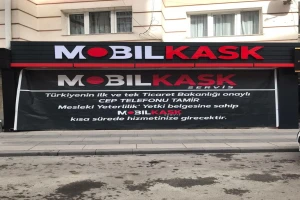 MOBILKASK
MOBILKASK
SERVIS
Türkiyenin ilk ve tek Ticaret Bakanlığı onaylı
CEP TELEFONU TAMİR
Mesleki Yeterlilik' Yetki belgesine sahip
MOBILKASK
kısa sürede hizmetinize girecektir.